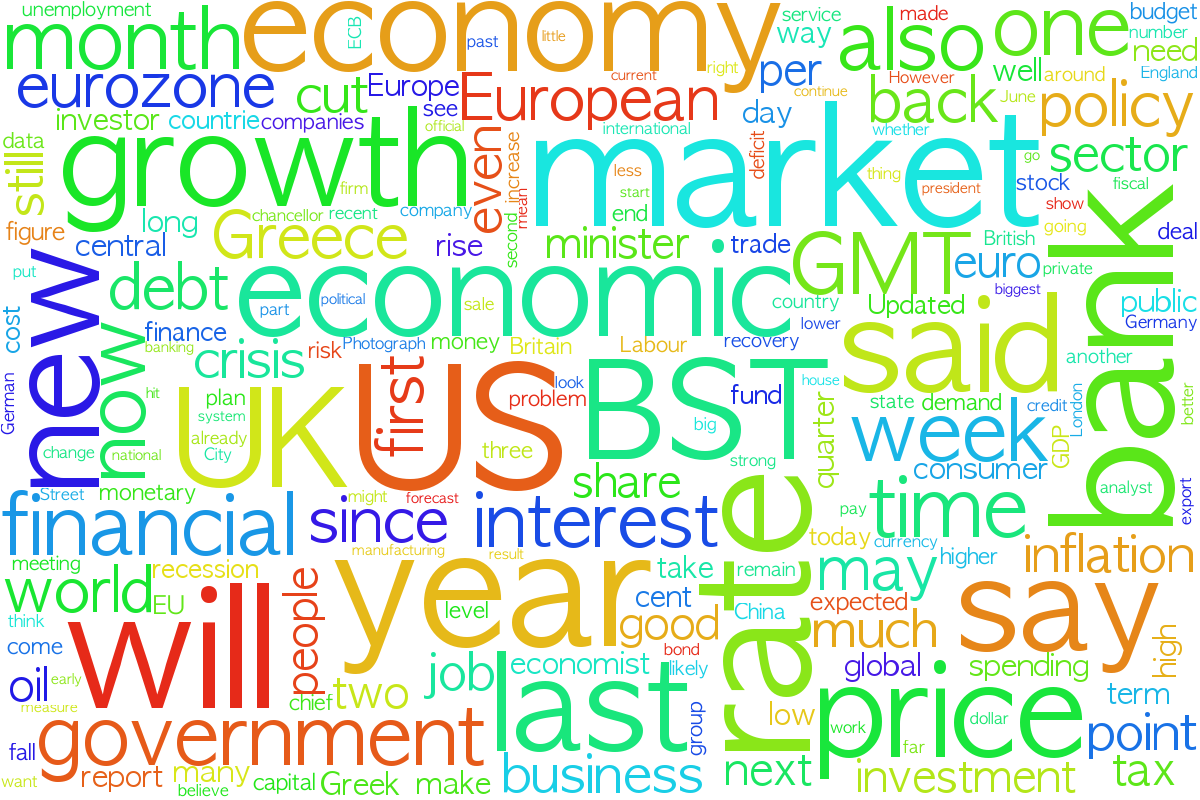 unemployment
month
economy
ECB
past
little
right
service
way
made
also
one
budget
number
need
England
eurozone
cut
Europe
see
European
current
per
day
However
continue
well
around
June
back
policy
investor
countrie
companies
official
international
whether
data
still
growth
firm
even
increase
mean
second
market
less
start
deficit
thing
president
go
sector
stock
fiscal
show
figure
central
long
chancellor
recent
company
Greece
rise
end
minister
trade
GMT
British
going
deal
put
new
now
debt
economic
part
political
sale
country
euro
private
biggest
bank
public
Germany
cost
finance
banking
crisis
risk
Photograph
money
Britain
Labour
Updated
lower
recovery
said
another
German
hit
plan
system
already
City
UK
first
US
look
problem
three
BST
big
fund
house
state
demand
credit
London
better
change
national
week
consumer
GDP
quarter
strong
monetary
Street
might
forecast
share
time
analyst
export
financial
since
interest
rate
pay
today
currency
higher
inflation
manufacturing
result
meeting
recession
world
EU
people
year
take
remain
cent
China
may
expected
say
think
come
will
level
good
much
high
bond
likely
oil
early
measure
chief
two
job
economist
last
group
low
global
spending
price
work
dollar
far
term
point
government
fall
want
report
many
believe
capital
Greek
make
business
next
investment
tax